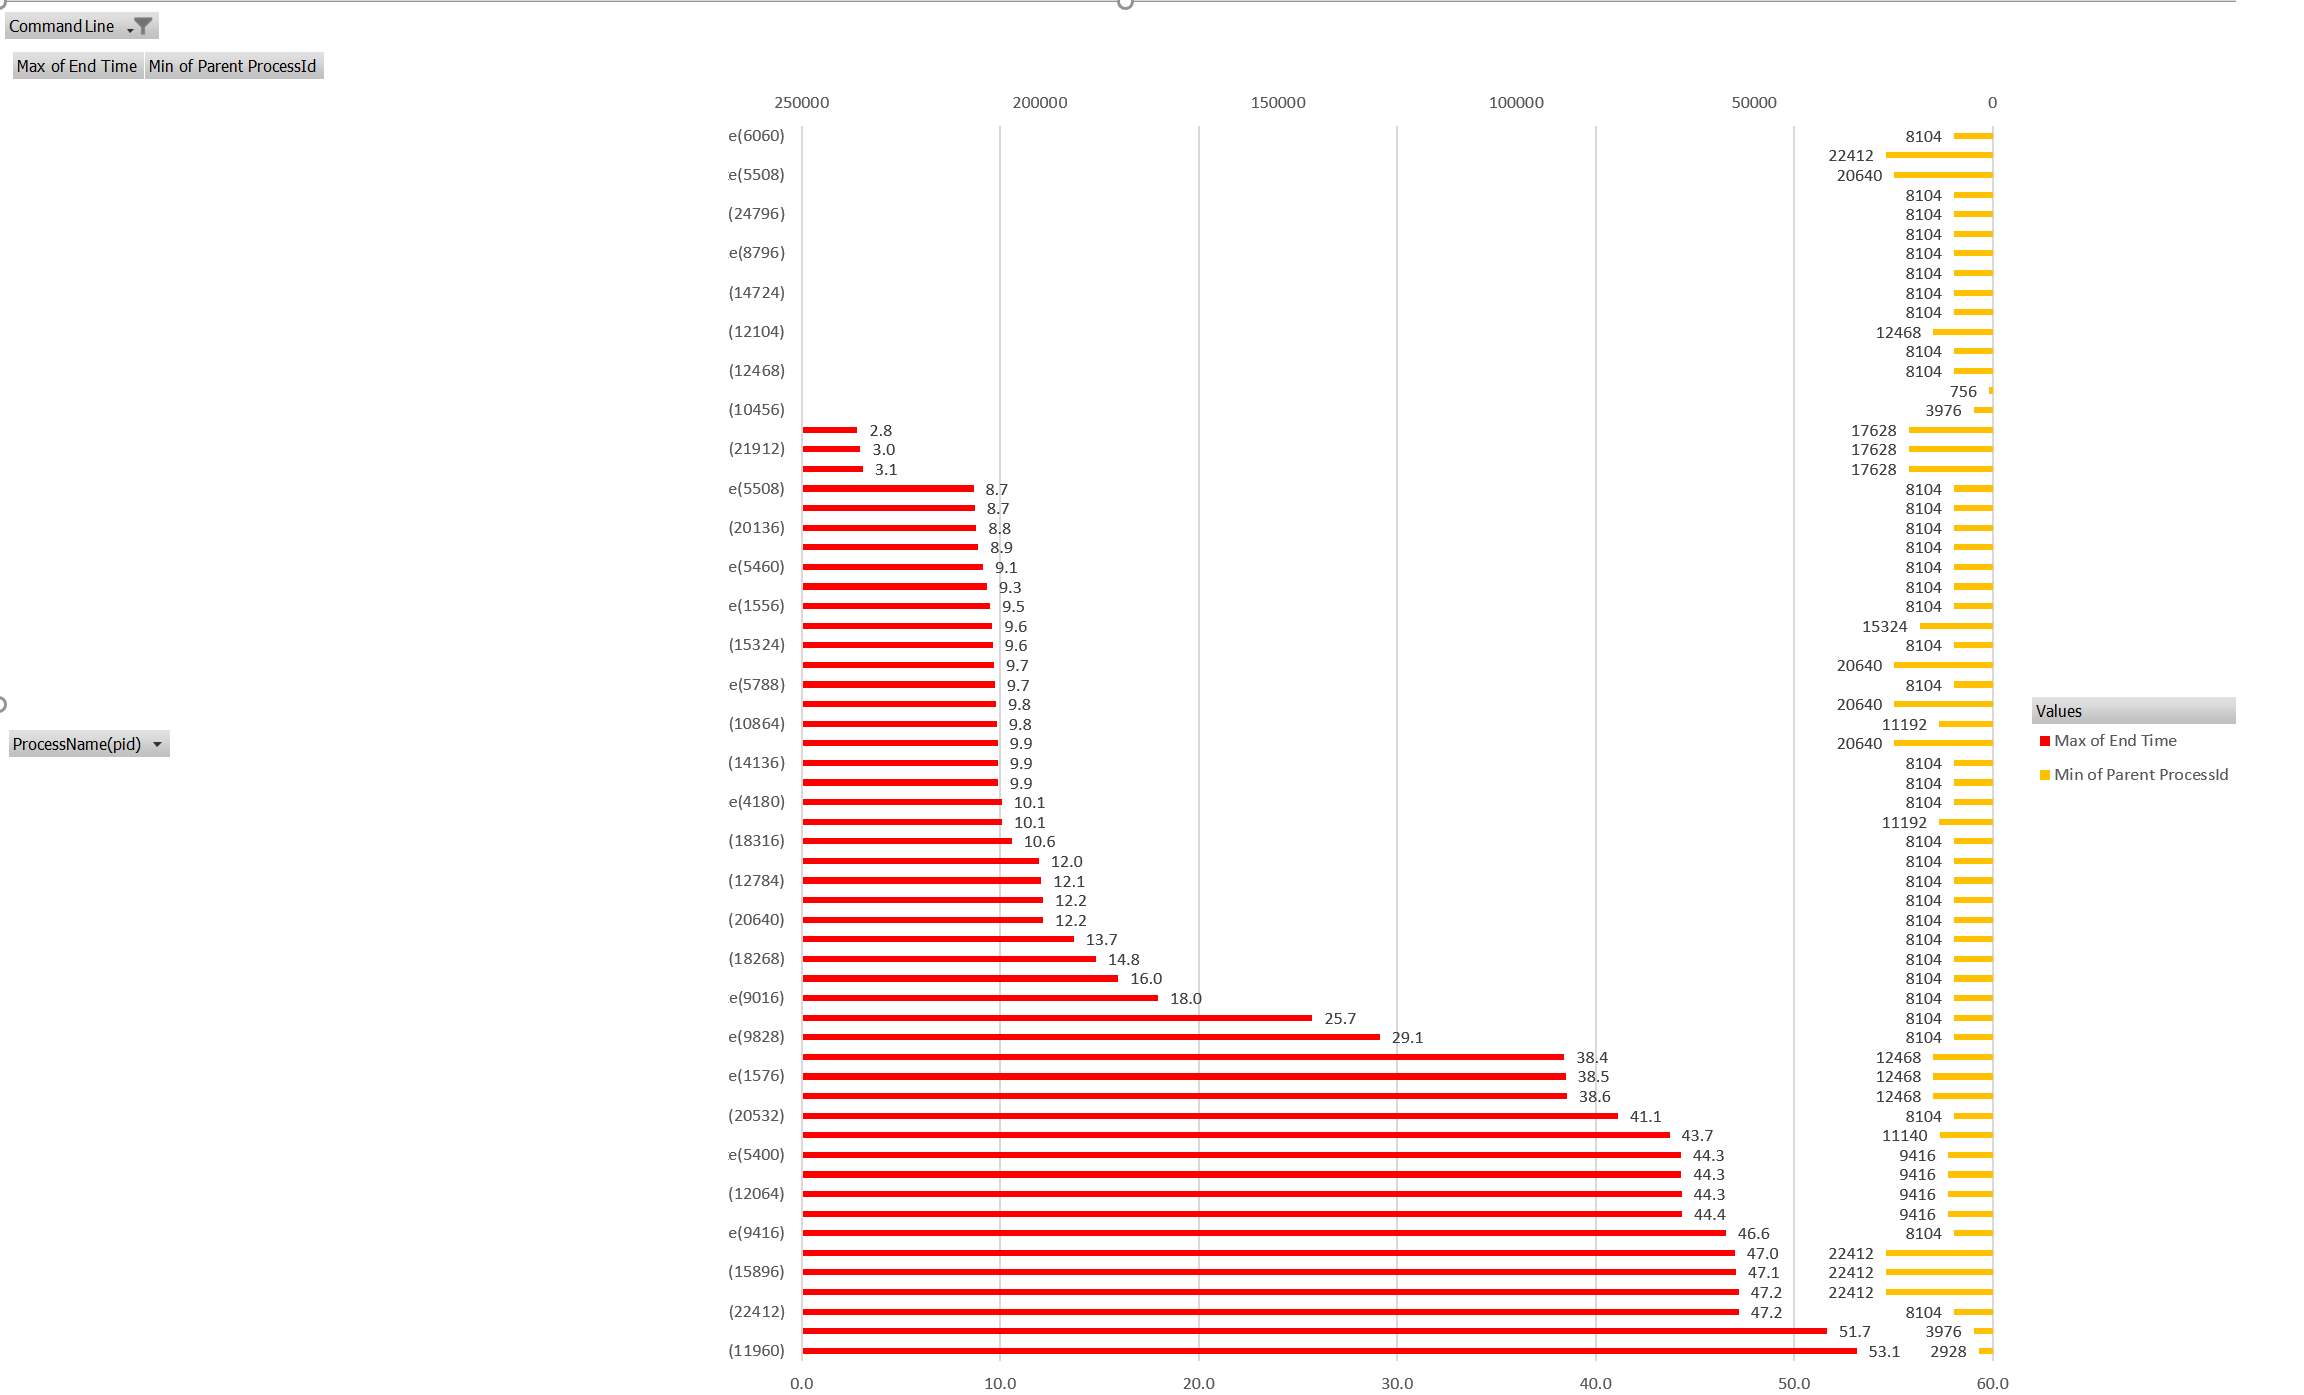 Command Line
Max of End Time Min of Parent ProcessId
250000 200000 150000 100000 50000 0
e(6060) 8104
22412
e(5508) 20640
8104
(24796) 8104
8104
e(8796) 8104
8104
(14724) 8104
8104
(12104) 12468
8104
(12468) 8104
756
(10456) 3976
2.8 17628
(21912) 3.0 17628
3.1 17628
e(5508) 8.7 8104
8.7 8104
(20136) 8.8 8104
8.9 8104
e(5460) 9.1 8104
9.3 8104
e(1556) 9.5 8104
9.6 15324
(15324) 9.6 8104
9.7 20640
e(5788) 9.7 8104
9.8 20640
(10864) 9.8 11192
9.9 20640
(14136) 9.9 8104
9.9 8104
e(4180) 10.1 8104
10.1 11192
(18316) 10.6 8104
12.0 8104
(12784) 12.1 8104
12.2 8104
(20640) 12.2 8104
13.7 8104
(18268) 14.8 8104
16.0 8104
e(9016) 18.0 8104
25.7 8104
e(9828) 29.1 8104
38.4 12468
e(1576) 38.5 12468
38.6 12468
(20532) 41.1 8104
43.7 11140
e(5400) 44.3 9416
44.3 9416
(12064) 44.3 9416
44.4 9416
e(9416) 46.6 8104
47.0 22412
(15896) 47.1 22412
47.2 22412
(22412) 47.2 8104
51.7 3976
(11960) 53.1 2928
0.0 10.0 20.0 30.0 40.0 50.0 60.0
ProcessName(pid)
Values
Max of End Time
Min of Parent ProcessId